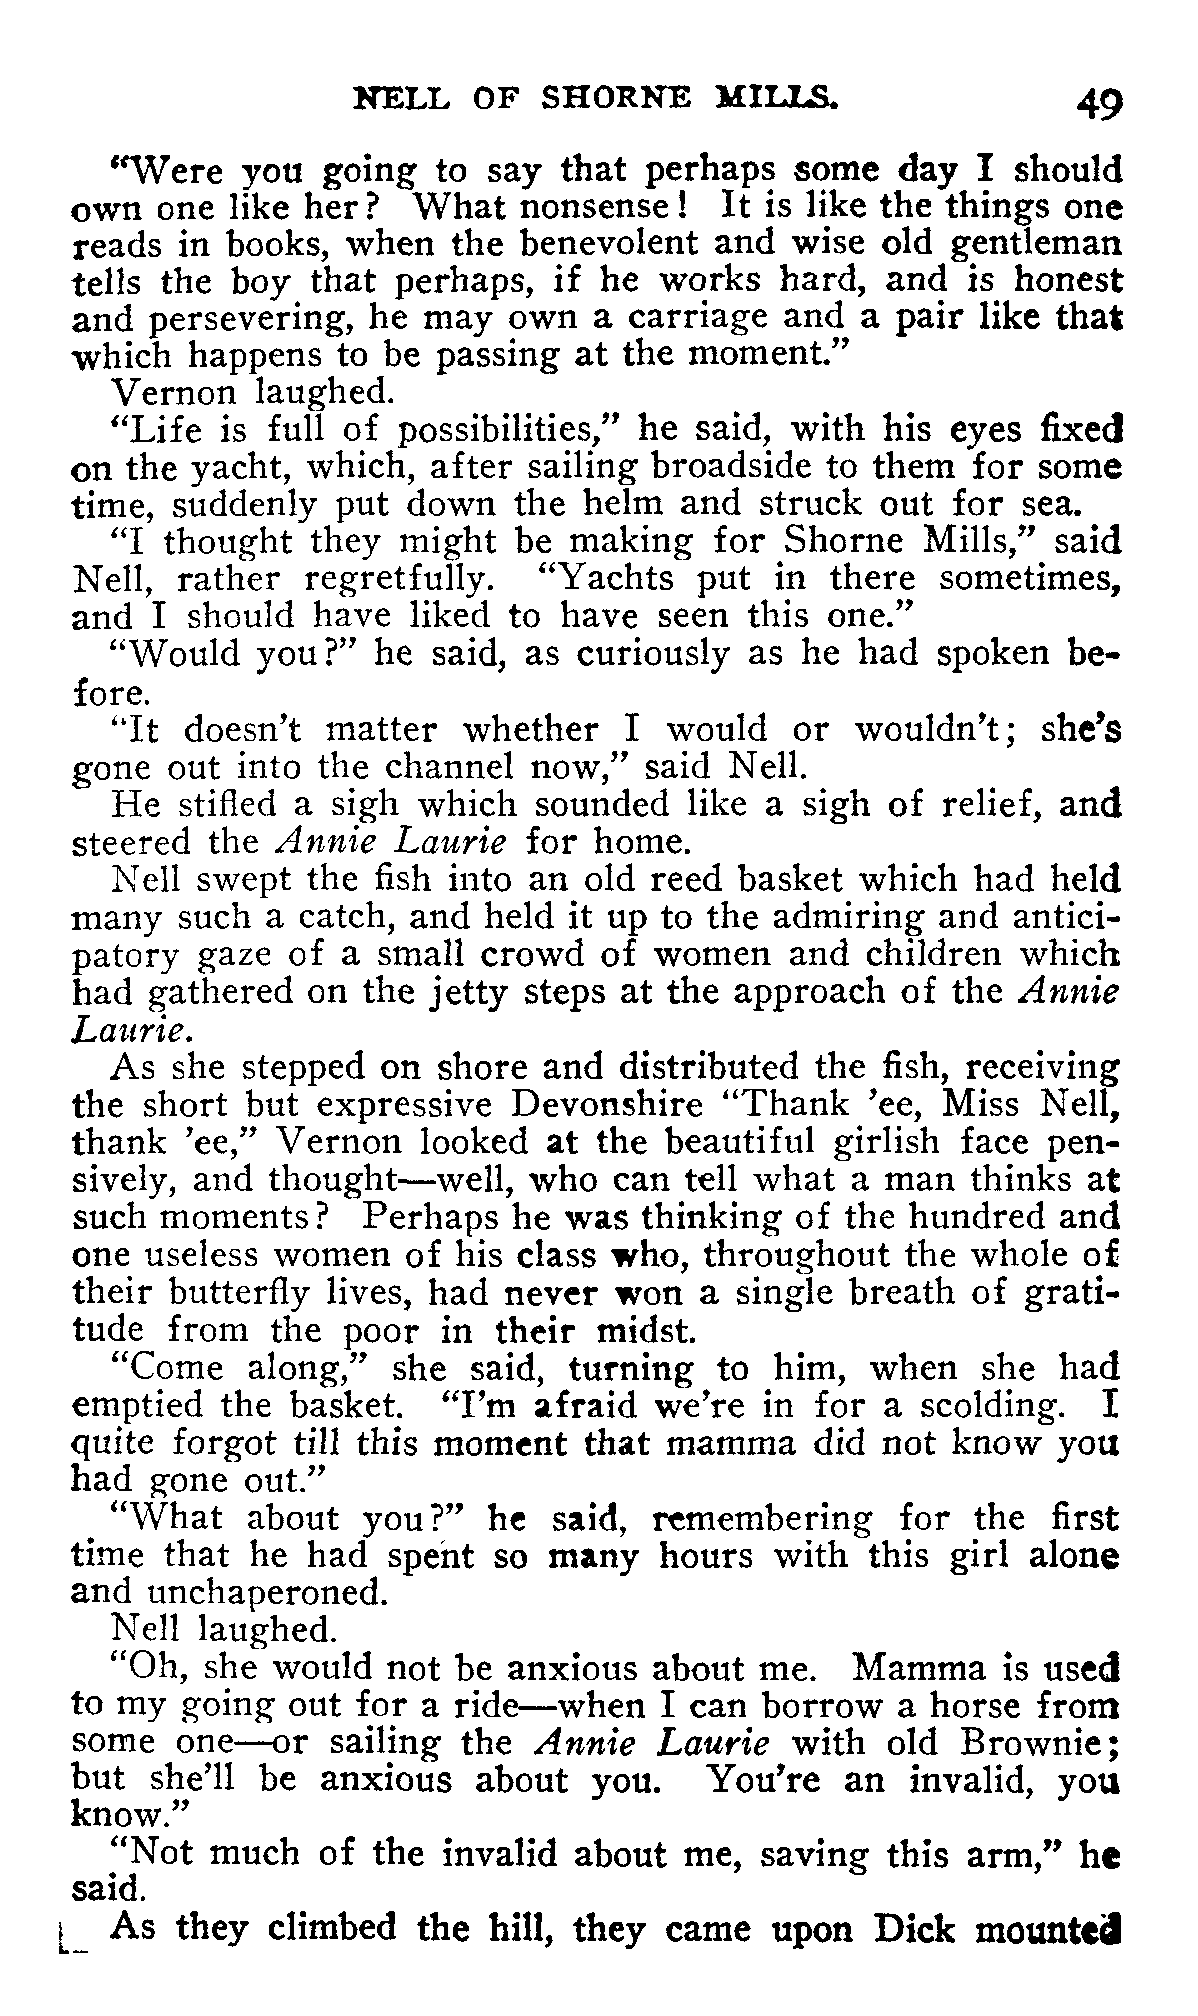 NELL OF SHORNE MILLS. 49
"Were you going to say that perhaps some day I should
own one like her? What nonsense! It is like the things one
reads in books, when the benevolent and wise old gentleman
tells the boy that perhaps, if he works hard, and is honest
and persevering, he may own a carriage and a pair like that
which happens to be passing at the moment."
Vernon laughed.
"Life is full of possibilities," he said, with his eyes fixed
on the yacht, which, after sailing broadside to them for some
time, suddenly put down the helm and struck out for sea.
"I thought they might be making for Shorne Mills," said
Nell, rather regretfully. "Yachts put in there sometimes,
and I should have liked to have seen this one."
"Would you?" he said, as curiously as he had spoken be-
fore.
"It doesn't matter whether I would or wouldn't; she's
gone out into the channel now," said Nell.
He stifled a sigh which sounded like a sigh of relief, and
steered the Annie Laurie for home.
Nell swept the fish into an old reed basket which had held
many such a catch, and held it up to the admiring and antici-
patory gaze of a small crowd of women and children which
had gathered on the jetty steps at the approach of the Annie
Laurie.
As she stepped on shore and distributed the fish, receiving
the short but expressive Devonshire "Thank 'ee, Miss Nell,
thank 'ee," Vernon looked at the beautiful girlish face pen-
sively, and thought—well, who can tell what a man thinks at
such moments? Perhaps he was thinking of the hundred and
one useless women of his class who, throughout the whole of
their butterfly lives, had never won a single breath of grati-
tude from the poor in their midst.
"Come along," she said, turning to him, when she had
emptied the basket. "I'm afraid we're in for a scolding. I
quite forgot till this moment that mamma did not know you
had gone out."
"What about you?" he said, remembering for the first
time that he had spent so many hours with this girl alone
and unchaperoned.
Nell laughed.
"Oh, she would not be anxious about me. Mamma is used
to my going out for a ride—when I can borrow a horse from
some one—or sailing the Annie Laurie with old Brownie;
but she'll be anxious about you. You're an invalid, you
know."
"Not much of the invalid about me, saving this arm," he
said.
As they climbed the hill, they came upon Dick mounted